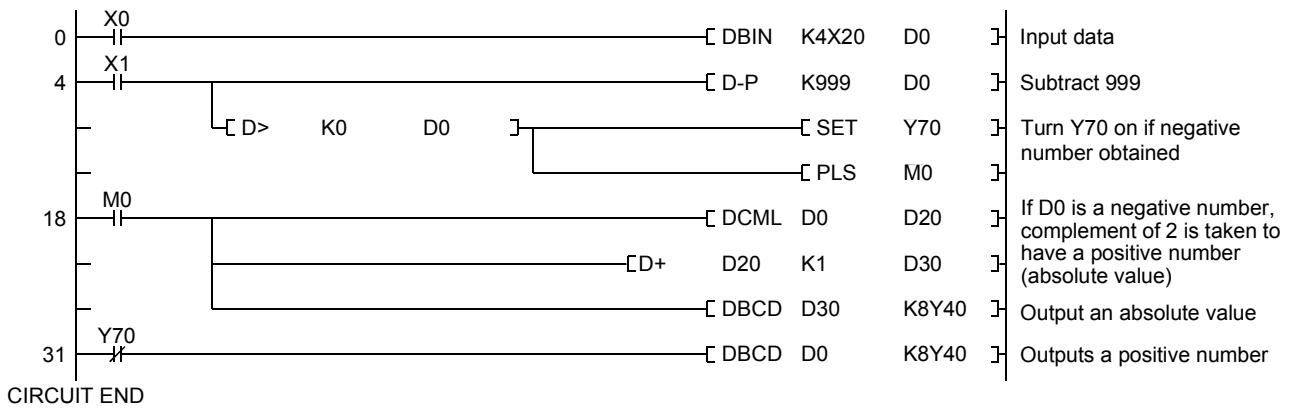 X0
0 DBIN K4X20 D0 Input data
X1
4 D-P K999 D0 Subtract 999
D> K0 D0 SET Y70 Turn Y70 on if negative
number obtained
PLS M0
M0
18 DCML D0 D20 If D0 is a negative number,
complement of 2 is taken to
D+ D20 K1 D30 have a positive number
(absolute value)
DBCD D30 K8Y40 Output an absolute value
Y70
31 DBCD D0 K8Y40 Outputs a positive number
CIRCUIT END